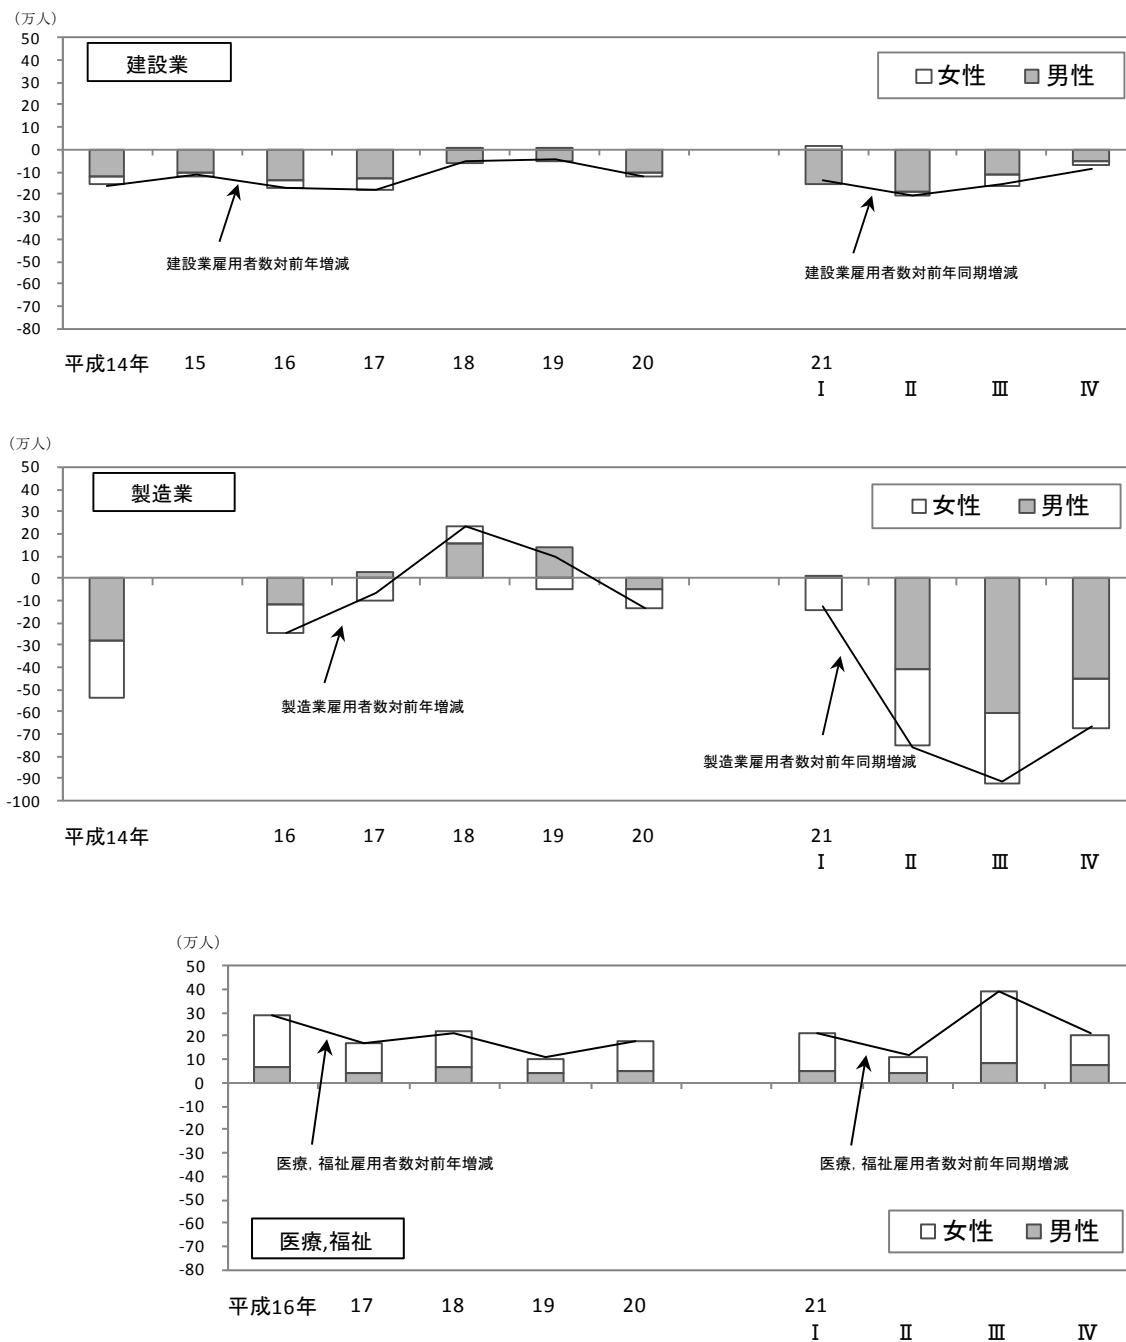 （万人）
50
40
30
20
10
0
-10
-20
-30
-40
-50
-60
-70
-80
建設業
女性 男性
建設業雇用者数対前年増減
建設業雇用者数対前年同期増減
平成14年 15 16 17 18 19 20 21
Ⅰ Ⅱ Ⅲ Ⅳ
（万人）
50
40
30
20
10
0
-10
-20
-30
-40
-50
-60
-70
-80
-90
-100
製造業
女性 男性
製造業雇用者数対前年増減
製造業雇用者数対前年同期増減
平成14年 16 17 18 19 20 21
Ⅰ Ⅱ Ⅲ Ⅳ
（万人）
50
40
30
20
10
0
-10
-20
-30
-40
-50
-60
-70
-80
医療，福祉雇用者数対前年増減
医療，福祉雇用者数対前年同期増減
医療,福祉
女性 男性
平成16年 17 18 19 20 21
Ⅰ Ⅱ Ⅲ Ⅳ